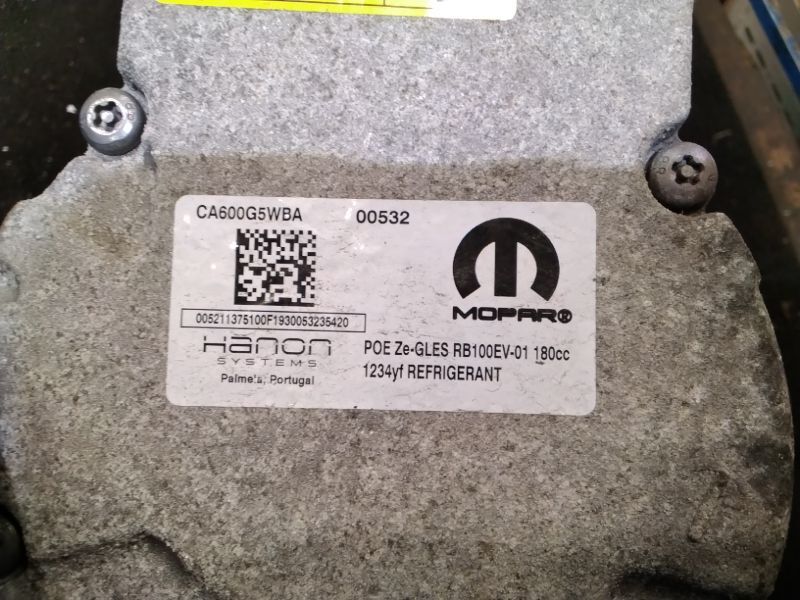 CA600G5WBA 00532
005211375100F1930053235420
MOPAR®
Hanon
SYSTEMS
Palmela, Portugal
POE Ze-GLES RB100EV-01 180cc
1234yf REFRIGERANT